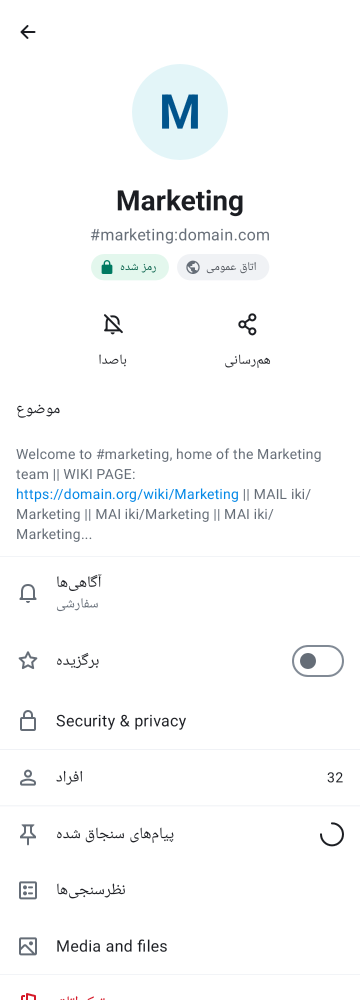 M
Marketing
#marketing:domain.com
رمز شده
اتاق عمومی
باصدا
هم‌رسانی
موضوع
Welcome to #marketing, home of the Marketing
team || WIKI PAGE:
https://domain.org/wiki/Marketing || MAIL iki/
Marketing || MAI iki/Marketing || MAI iki/
Marketing...
آگاهی‌ها
سفارشی
برگزیده
Security & privacy
افراد
32
پیام‌های سنجاق شده
نظرسنجی‌ها
Media and files